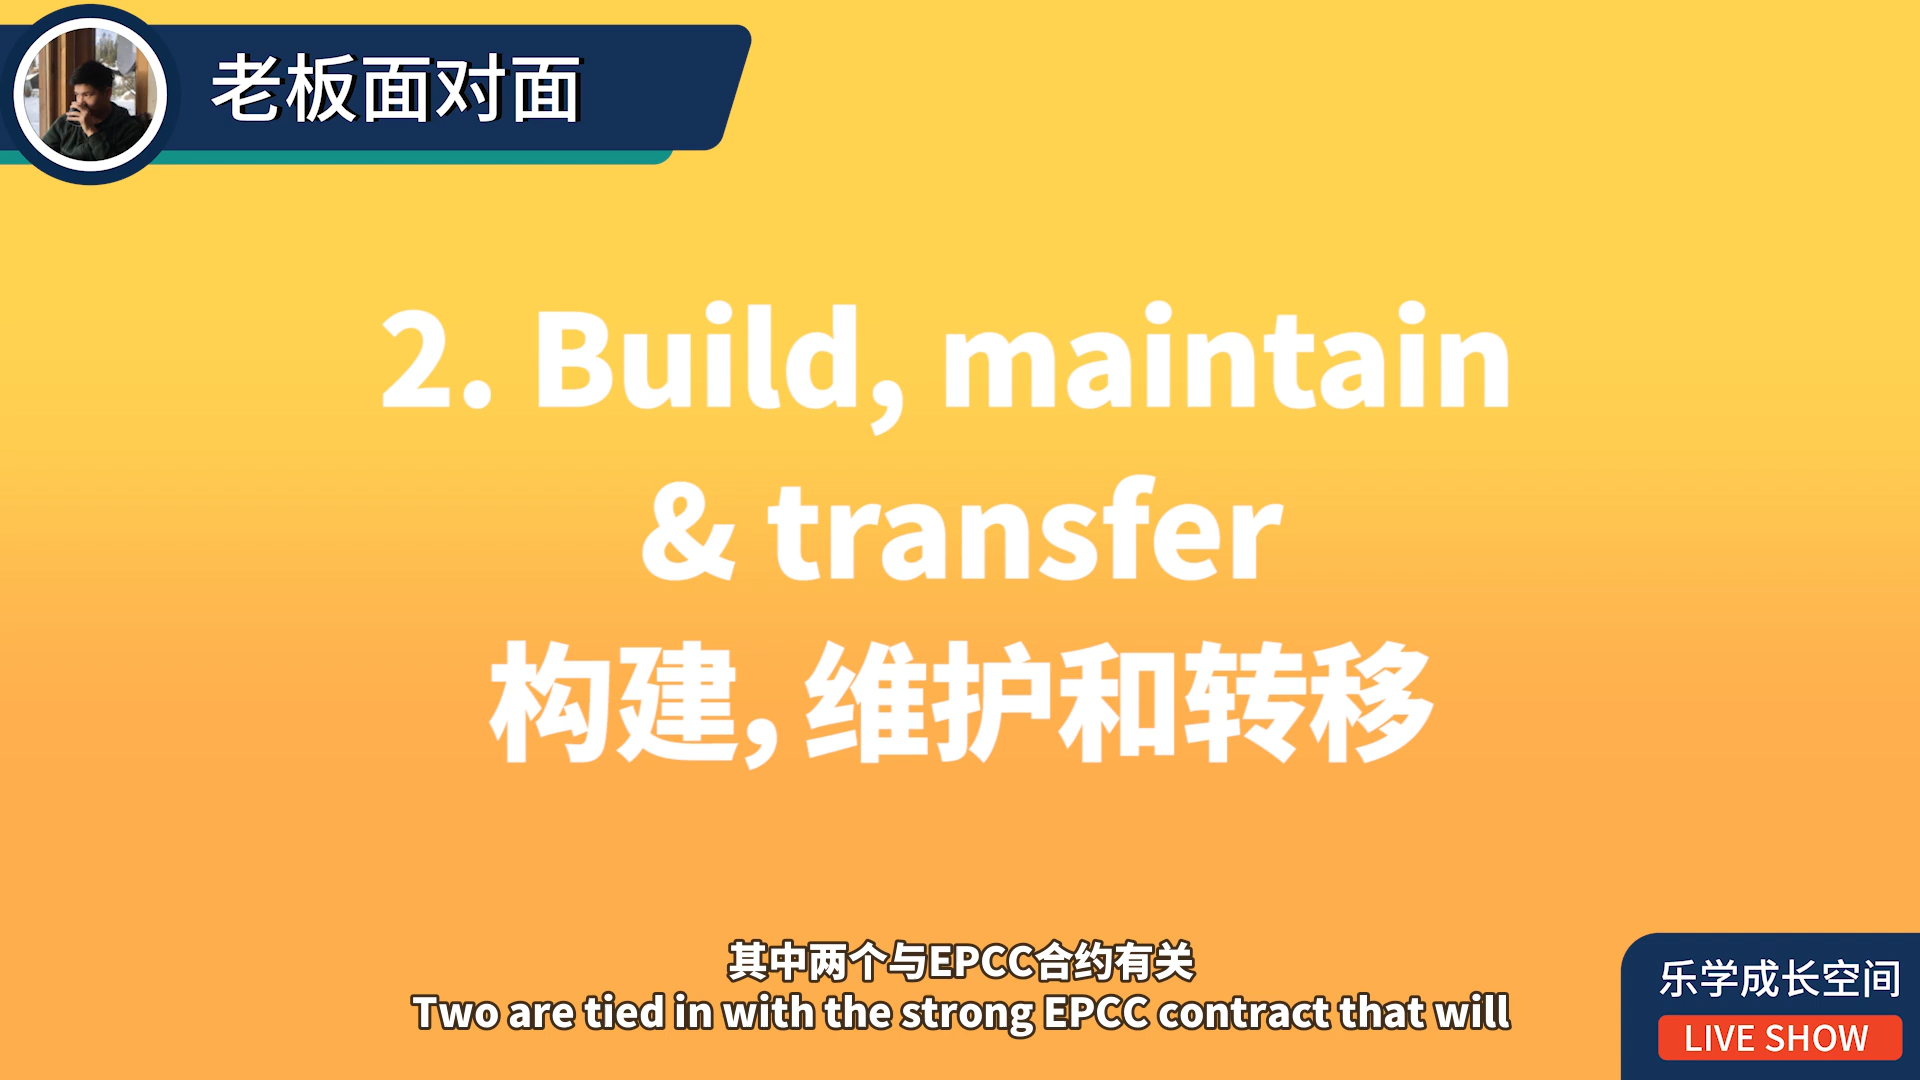 老板面对面
2. Build, maintain
& transfer
构建，维护和转移
其中两个与EPCC合约有关
Two are tied in with the strong EPCC contract that will
乐学成长空间
LIVE SHOW